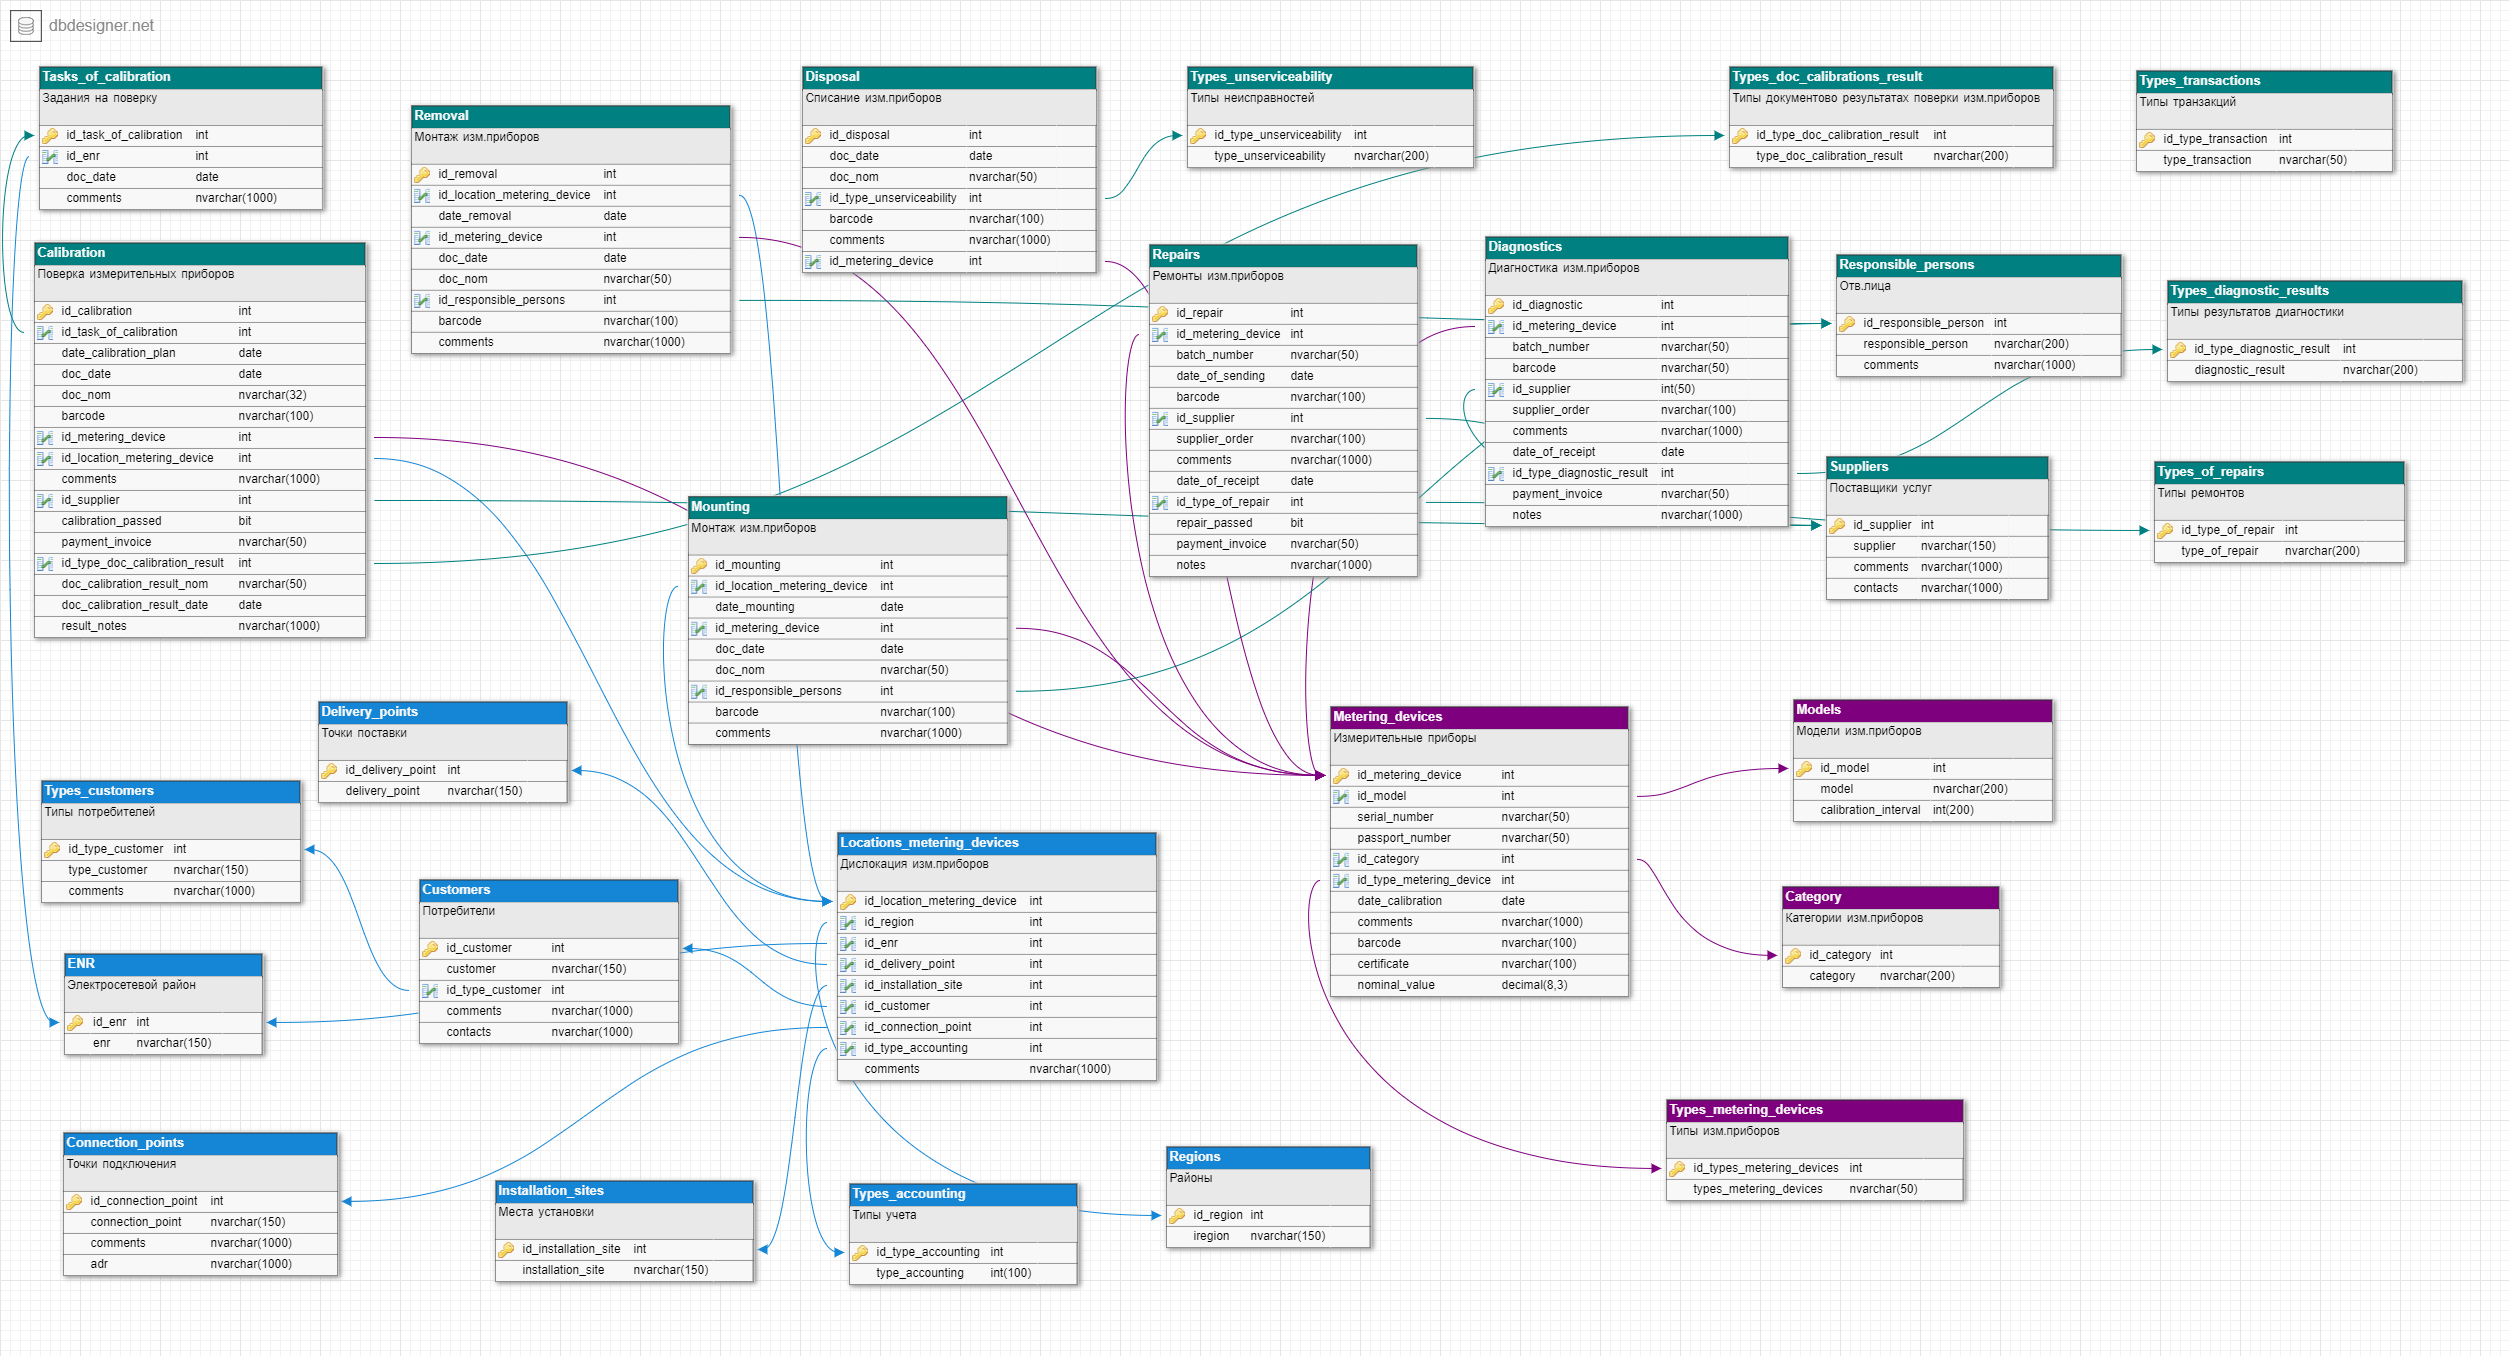 dbdesigner.net
Tasks_of_calibration
Задания на поверку
id_task_of_calibration int
id_enr int
doc_date date
comments nvarchar(1000)
Calibration
Поверка измерительных приборов
id_calibration int
id_task_of_calibration int
date_calibration_plan date
doc_date date
doc_nom nvarchar(32)
barcode nvarchar(100)
id_metering_device int
id_location_metering_device int
comments nvarchar(1000)
id_supplier int
calibration_passed bit
payment_invoice nvarchar(50)
id_type_doc_calibration_result int
doc_calibration_result_nom nvarchar(50)
doc_calibration_result_date date
result_notes nvarchar(1000)
Removal
Монтаж изм.приборов
id_removal int
id_location_metering_device int
date_removal date
id_metering_device int
doc_date date
doc_nom nvarchar(50)
id_responsible_persons int
barcode nvarchar(100)
comments nvarchar(1000)
Disposal
Списание изм.приборов
id_disposal int
doc_date date
doc_nom nvarchar(50)
id_type_unserviceability int
barcode nvarchar(100)
comments nvarchar(1000)
id_metering_device int
Types_unserviceability
Типы неисправностей
id_type_unserviceability int
type_unserviceability nvarchar(200)
Types_doc_calibrations_result
Типы документово результатах поверки изм.приборов
id_type_doc_calibration_result int
type_doc_calibration_result nvarchar(200)
Types_transactions
Типы транзакций
id_type_transaction int
type_transaction nvarchar(50)
Repairs
Ремонты изм.приборов
id_repair int
id_metering_device int
batch_number nvarchar(50)
date_of_sending date
barcode nvarchar(100)
id_supplier int
supplier_order nvarchar(100)
comments nvarchar(1000)
date_of_receipt date
id_type_of_repair int
repair_passed bit
payment_invoice nvarchar(50)
notes nvarchar(1000)
Diagnostics
Диагностика изм.приборов
id_diagnostic int
id_metering_device int
batch_number nvarchar(50)
barcode nvarchar(50)
id_supplier int(50)
supplier_order nvarchar(100)
comments nvarchar(1000)
date_of_receipt date
id_type_diagnostic_result int
payment_invoice nvarchar(50)
notes nvarchar(1000)
Responsible_persons
Отв.лица
id_responsible_person int
responsible_person nvarchar(200)
comments nvarchar(1000)
Types_diagnostic_results
Типы результатов диагностики
id_type_diagnostic_result int
diagnostic_result nvarchar(200)
Suppliers
Поставщики услуг
id_supplier int
supplier nvarchar(150)
comments nvarchar(1000)
contacts nvarchar(1000)
Types_of_repairs
Типы ремонтов
id_type_of_repair int
type_of_repair nvarchar(200)
Mounting
Монтаж изм.приборов
id_mounting int
id_location_metering_device int
date_mounting date
id_metering_device int
doc_date date
doc_nom nvarchar(50)
id_responsible_persons int
barcode nvarchar(100)
comments nvarchar(1000)
Delivery_points
Точки поставки
id_delivery_point int
delivery_point nvarchar(150)
Types_customers
Типы потребителей
id_type_customer int
type_customer nvarchar(150)
comments nvarchar(1000)
Customers
Потребители
id_customer int
customer nvarchar(150)
id_type_customer int
comments nvarchar(1000)
contacts nvarchar(1000)
ENR
Электросетевой район
id_enr int
enr nvarchar(150)
Locations_metering_devices
Дислокация изм.приборов
id_location_metering_device int
id_region int
id_enr int
id_delivery_point int
id_installation_site int
id_customer int
id_connection_point int
id_type_accounting int
comments nvarchar(1000)
Metering_devices
Измерительные приборы
id_metering_device int
id_model int
serial_number nvarchar(50)
passport_number nvarchar(50)
id_category int
id_type_metering_device int
date_calibration date
comments nvarchar(1000)
barcode nvarchar(100)
certificate nvarchar(100)
nominal_value decimal(8,3)
Models
Модели изм.приборов
id_model int
model nvarchar(200)
calibration_interval int(200)
Category
Категории изм.приборов
id_category int
category nvarchar(200)
Types_metering_devices
Типы изм.приборов
id_types_metering_devices int
types_metering_devices nvarchar(50)
Connection_points
Точки подключения
id_connection_point int
connection_point nvarchar(150)
comments nvarchar(1000)
adr nvarchar(1000)
Installation_sites
Места установки
id_installation_site int
installation_site nvarchar(150)
Types_accounting
Типы учета
id_type_accounting int
type_accounting int(100)
Regions
Районы
id_region int
iregion nvarchar(150)